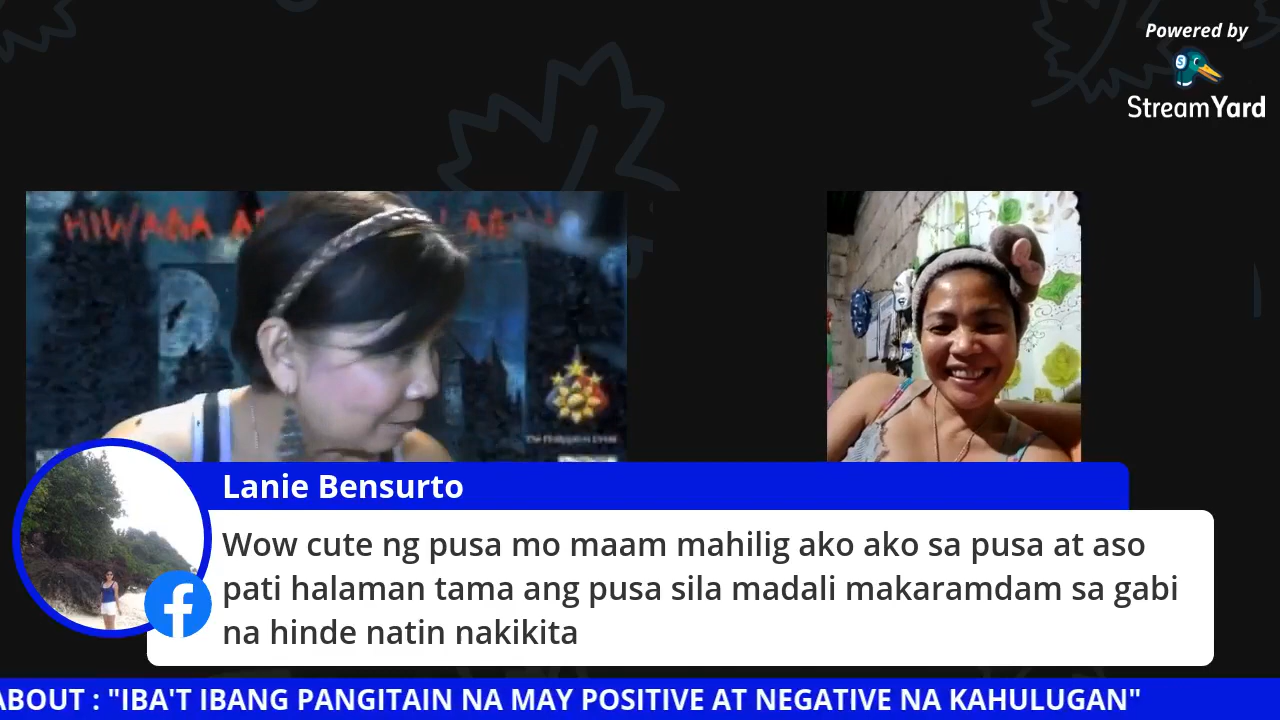 Powered by
StreamYard
HIWAGA
Lanie Bensurto
Wow cute ng pusa mo maam mahilig ako ako sa pusa at aso
pati halaman tama ang pusa sila madali makaramdam sa gabi
na hinde natin nakikita
ABOUT : "IBA'T IBANG PANGITAIN NA MAY POSITIVE AT NEGATIVE NA KAHULUGAN"